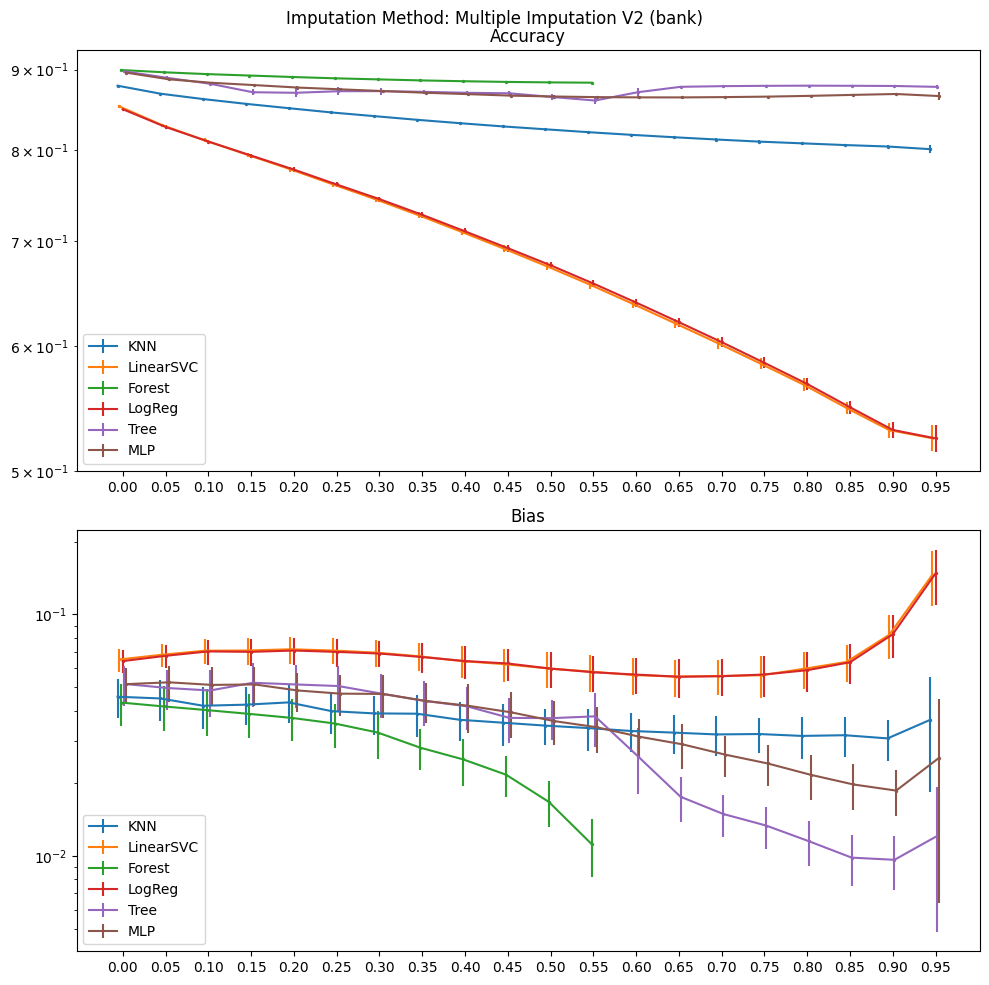 Imputation Method: Multiple Imputation V2 (bank)
Accuracy
9 × 10⁻¹
8 × 10⁻¹
7 × 10⁻¹
6 × 10⁻¹
5 × 10⁻¹
KNN
LinearSVC
Forest
LogReg
Tree
MLP
0.00 0.05 0.10 0.15 0.20 0.25 0.30 0.35 0.40 0.45 0.50 0.55 0.60 0.65 0.70 0.75 0.80 0.85 0.90 0.95
Bias
10⁻¹
10⁻²
KNN
LinearSVC
Forest
LogReg
Tree
MLP
0.00 0.05 0.10 0.15 0.20 0.25 0.30 0.35 0.40 0.45 0.50 0.55 0.60 0.65 0.70 0.75 0.80 0.85 0.90 0.95